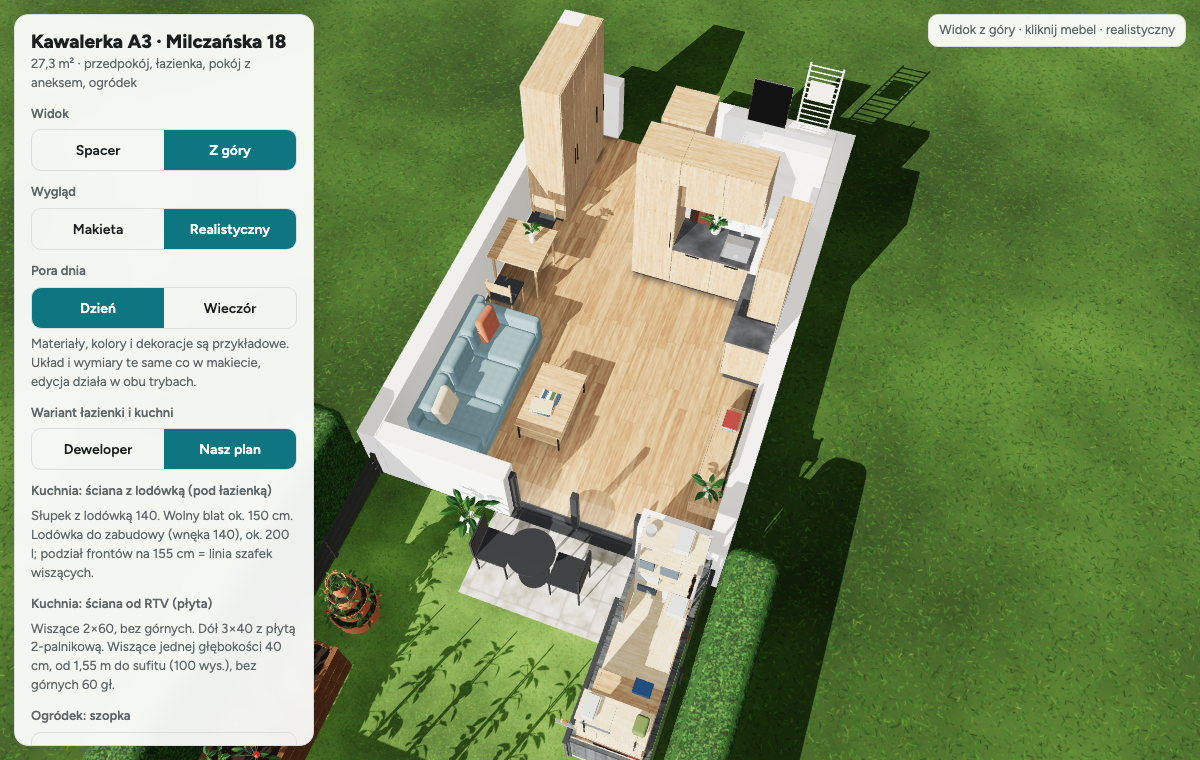 Kawalerka A3 · Milczańska 18
27,3 m² · przedpokój, łazienka, pokój z
aneksem, ogródek
Widok
Spacer
Z góry
Wygląd
Makieta
Realistyczny
Pora dnia
Dzień
Wieczór
Materiały, kolory i dekoracje są przykładowe.
Układ i wymiary te same co w makiecie,
edycja działa w obu trybach.
Wariant łazienki i kuchni
Deweloper
Nasz plan
Kuchnia: ściana z lodówką (pod łazienką)
Słupek z lodówką 140. Wolny blat ok. 150 cm.
Lodówka do zabudowy (wnęka 140), ok. 200
l; podział frontów na 155 cm = linia szafek
wiszących.
Kuchnia: ściana od RTV (płyta)
Wiszące 2×60, bez górnych. Dół 3×40 z płytą
2-palnikową. Wiszące jednej głębokości 40
cm, od 1,55 m do sufitu (100 wys.), bez
górnych 60 gł.
Ogródek: szopka
Widok z góry · kliknij mebel · realistyczny